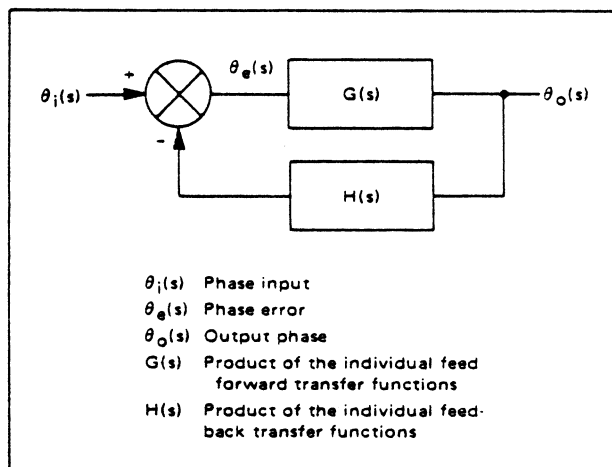 +
θe(s)
θi(s)
G(s)
θo(s)
−
H(s)
θi(s) Phase input
θe(s) Phase error
θo(s) Output phase
G(s) Product of the individual feed
forward transfer functions
H(s) Product of the individual feed-
back transfer functions